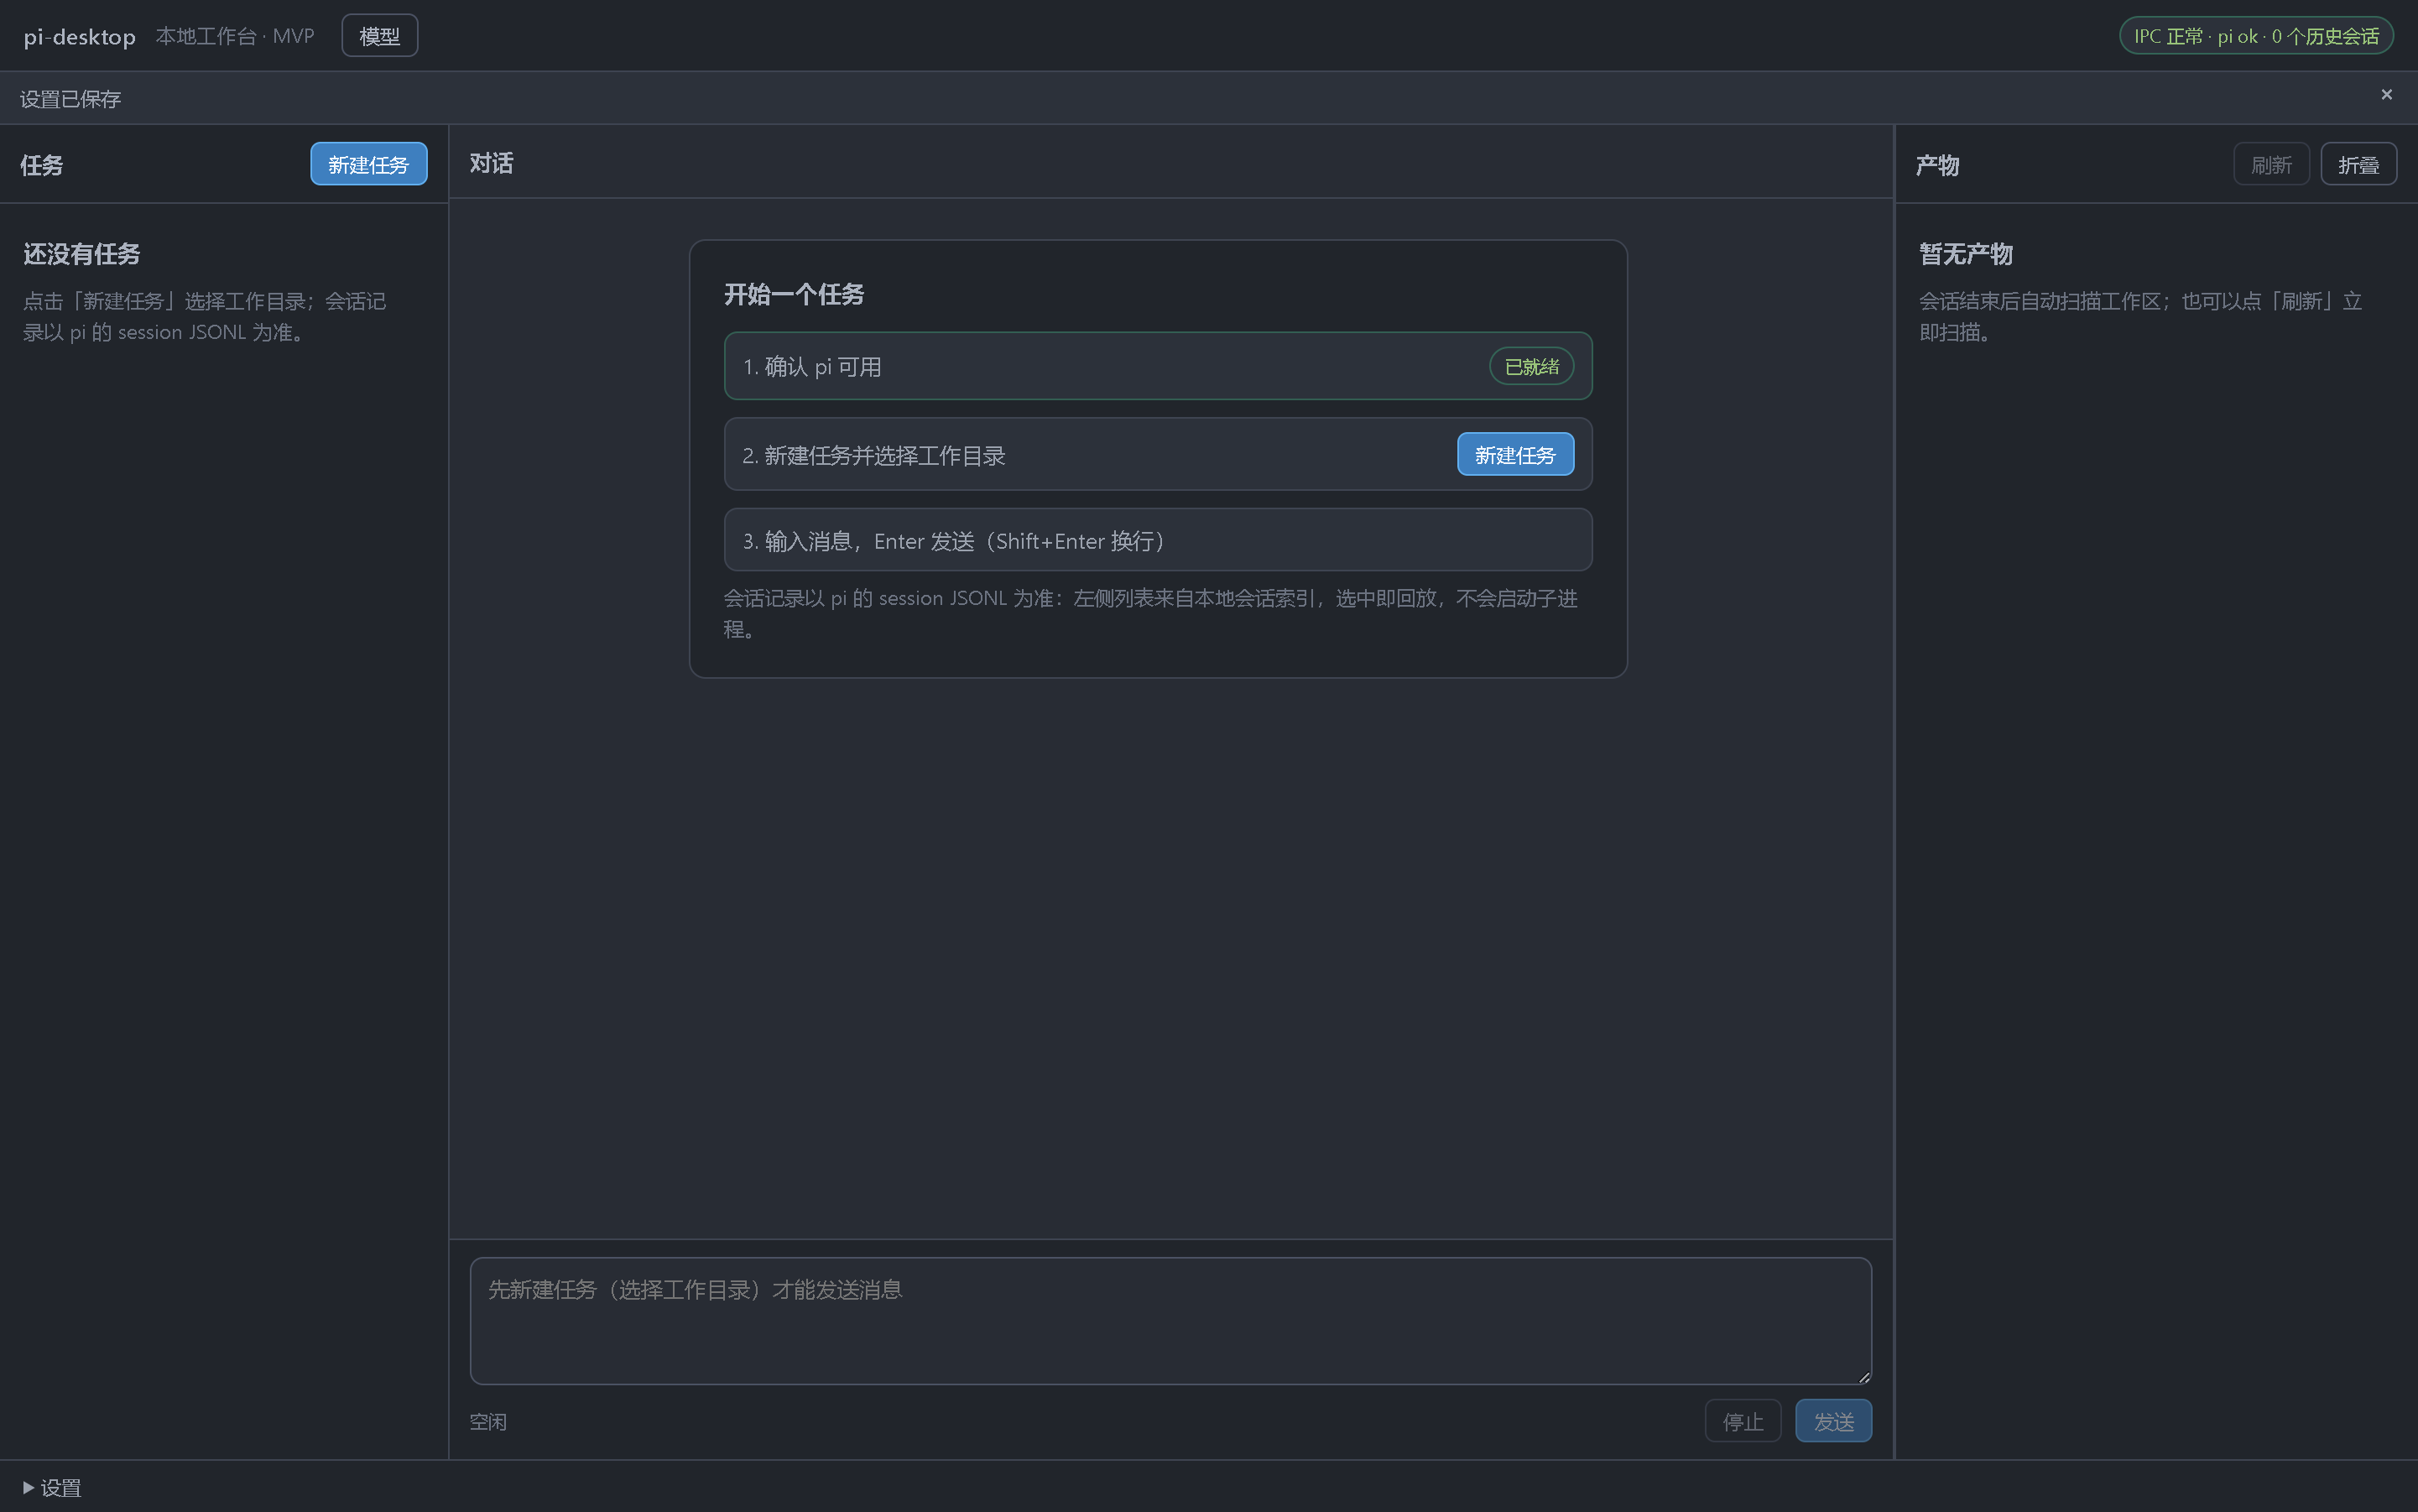 pi-desktop 本地工作台 · MVP 模型 IPC 正常 · pi ok · 0 个历史会话
设置已保存 ×
任务 新建任务
还没有任务
点击「新建任务」选择工作目录；会话记
录以 pi 的 session JSONL 为准。
对话
开始一个任务
1. 确认 pi 可用 已就绪
2. 新建任务并选择工作目录 新建任务
3. 输入消息，Enter 发送（Shift+Enter 换行）
会话记录以 pi 的 session JSONL 为准：左侧列表来自本地会话索引，选中即回放，不会启动子进
程。
先新建任务（选择工作目录）才能发送消息
空闲 停止 发送
产物 刷新 折叠
暂无产物
会话结束后自动扫描工作区；也可以点「刷新」立
即扫描。
设置